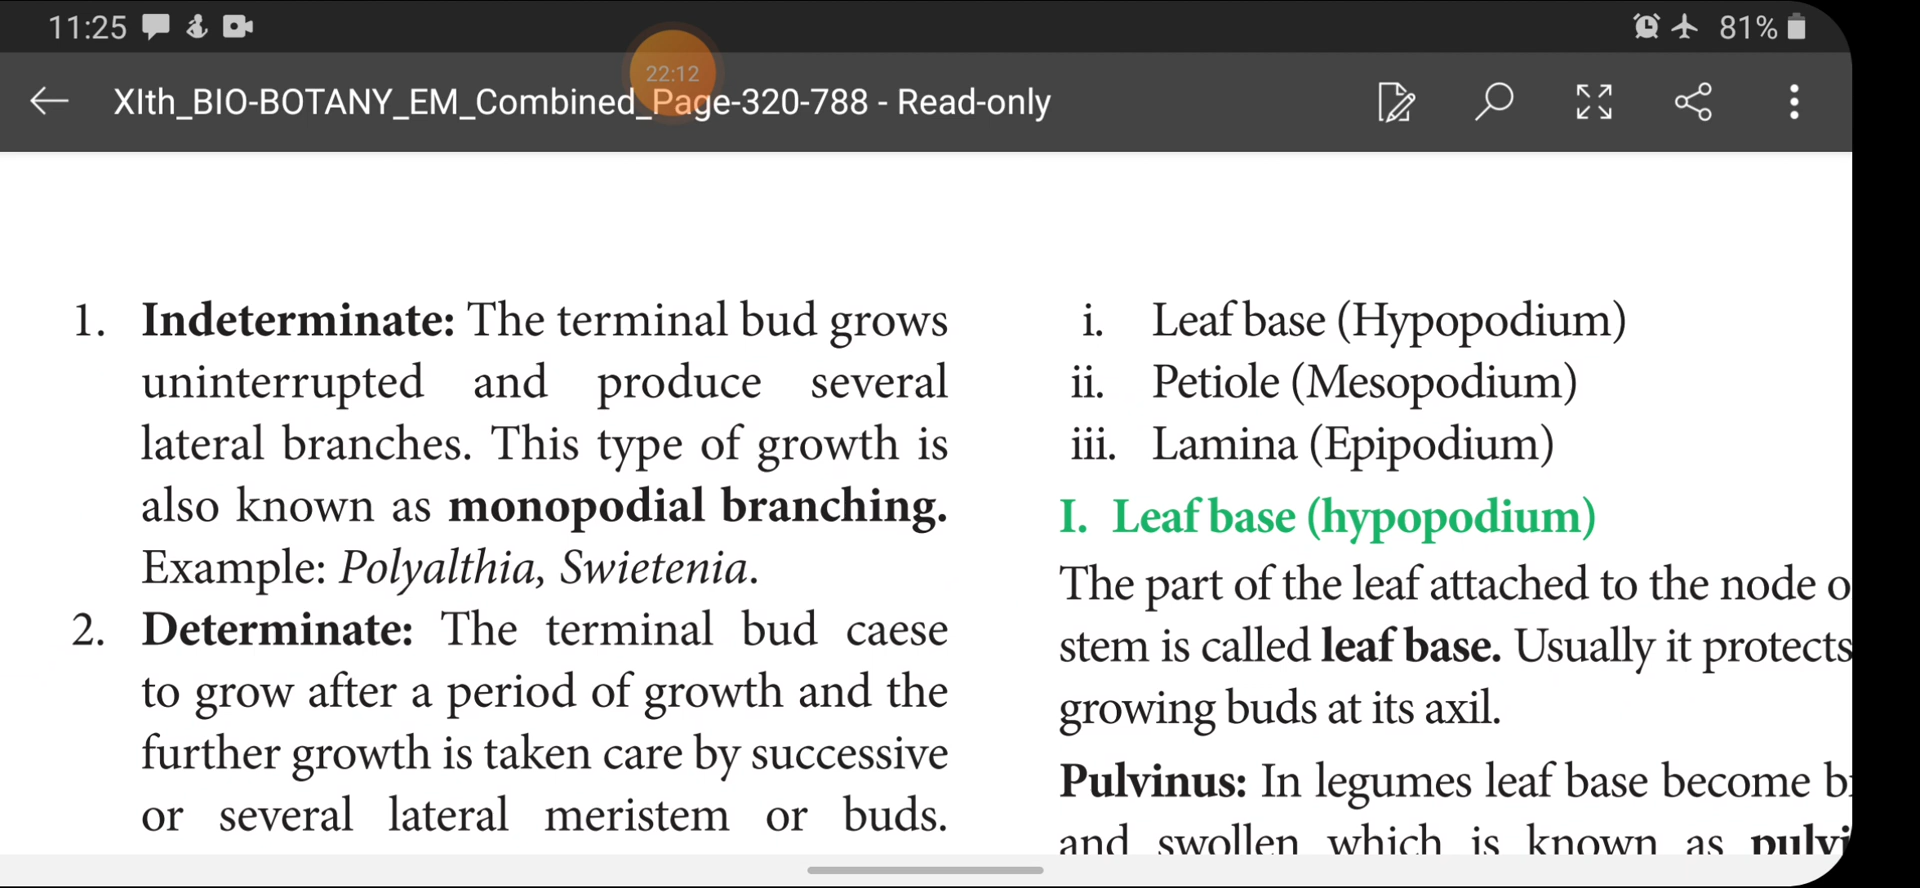 11:25
81%
22:12
XIth_BIO-BOTANY_EM_Combined_Page-320-788 - Read-only
1. Indeterminate: The terminal bud grows
uninterrupted and produce several
lateral branches. This type of growth is
also known as monopodial branching.
Example: Polyalthia, Swietenia.
2. Determinate: The terminal bud caese
to grow after a period of growth and the
further growth is taken care by successive
or several lateral meristem or buds.
i. Leaf base (Hypopodium)
ii. Petiole (Mesopodium)
iii. Lamina (Epipodium)
I. Leaf base (hypopodium)
The part of the leaf attached to the node
stem is called leaf base. Usually it protects
growing buds at its axil.
Pulvinus: In legumes leaf base become
and swollen which is known as